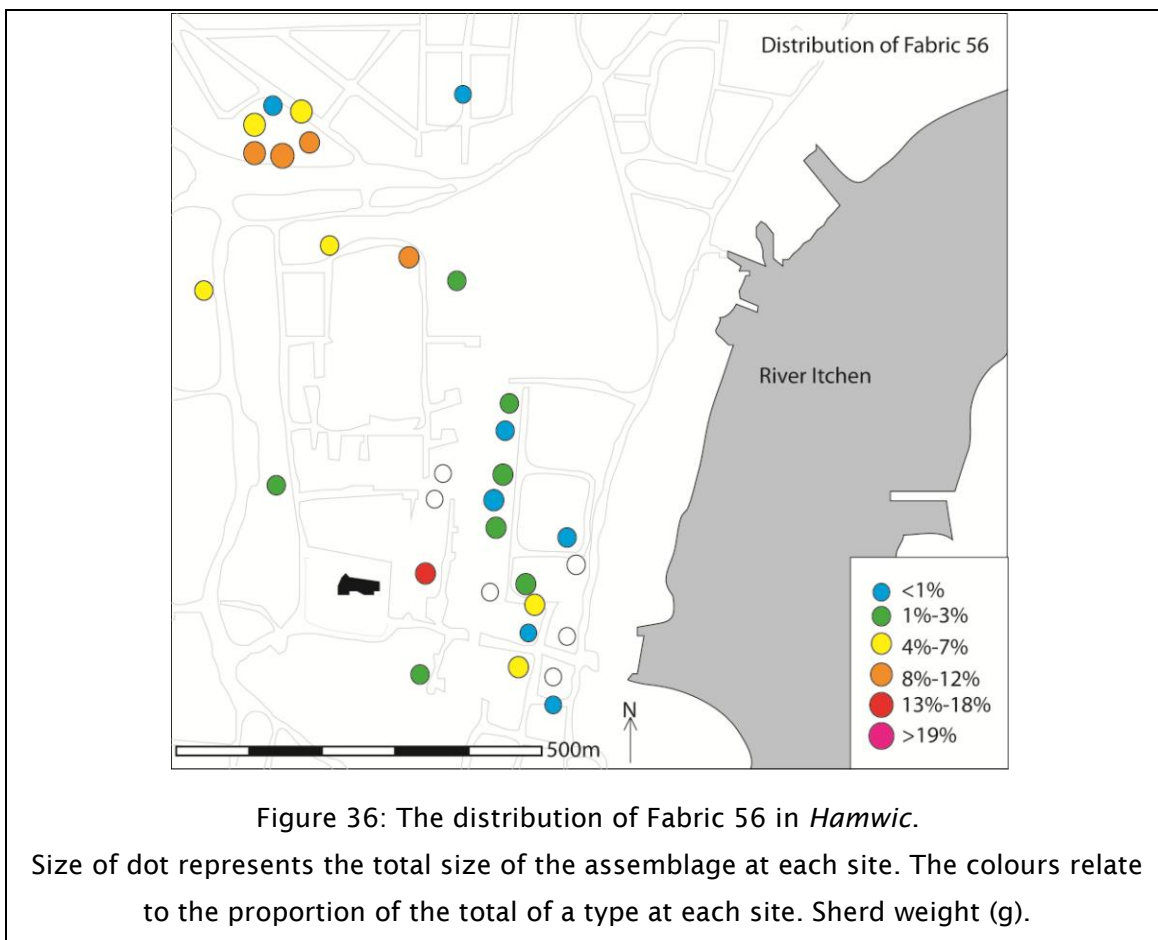 Distribution of Fabric 56
River Itchen
<1%
1%-3%
4%-7%
8%-12%
13%-18%
>19%
N
500m
Figure 36: The distribution of Fabric 56 in Hamwic.
Size of dot represents the total size of the assemblage at each site. The colours relate
to the proportion of the total of a type at each site. Sherd weight (g).